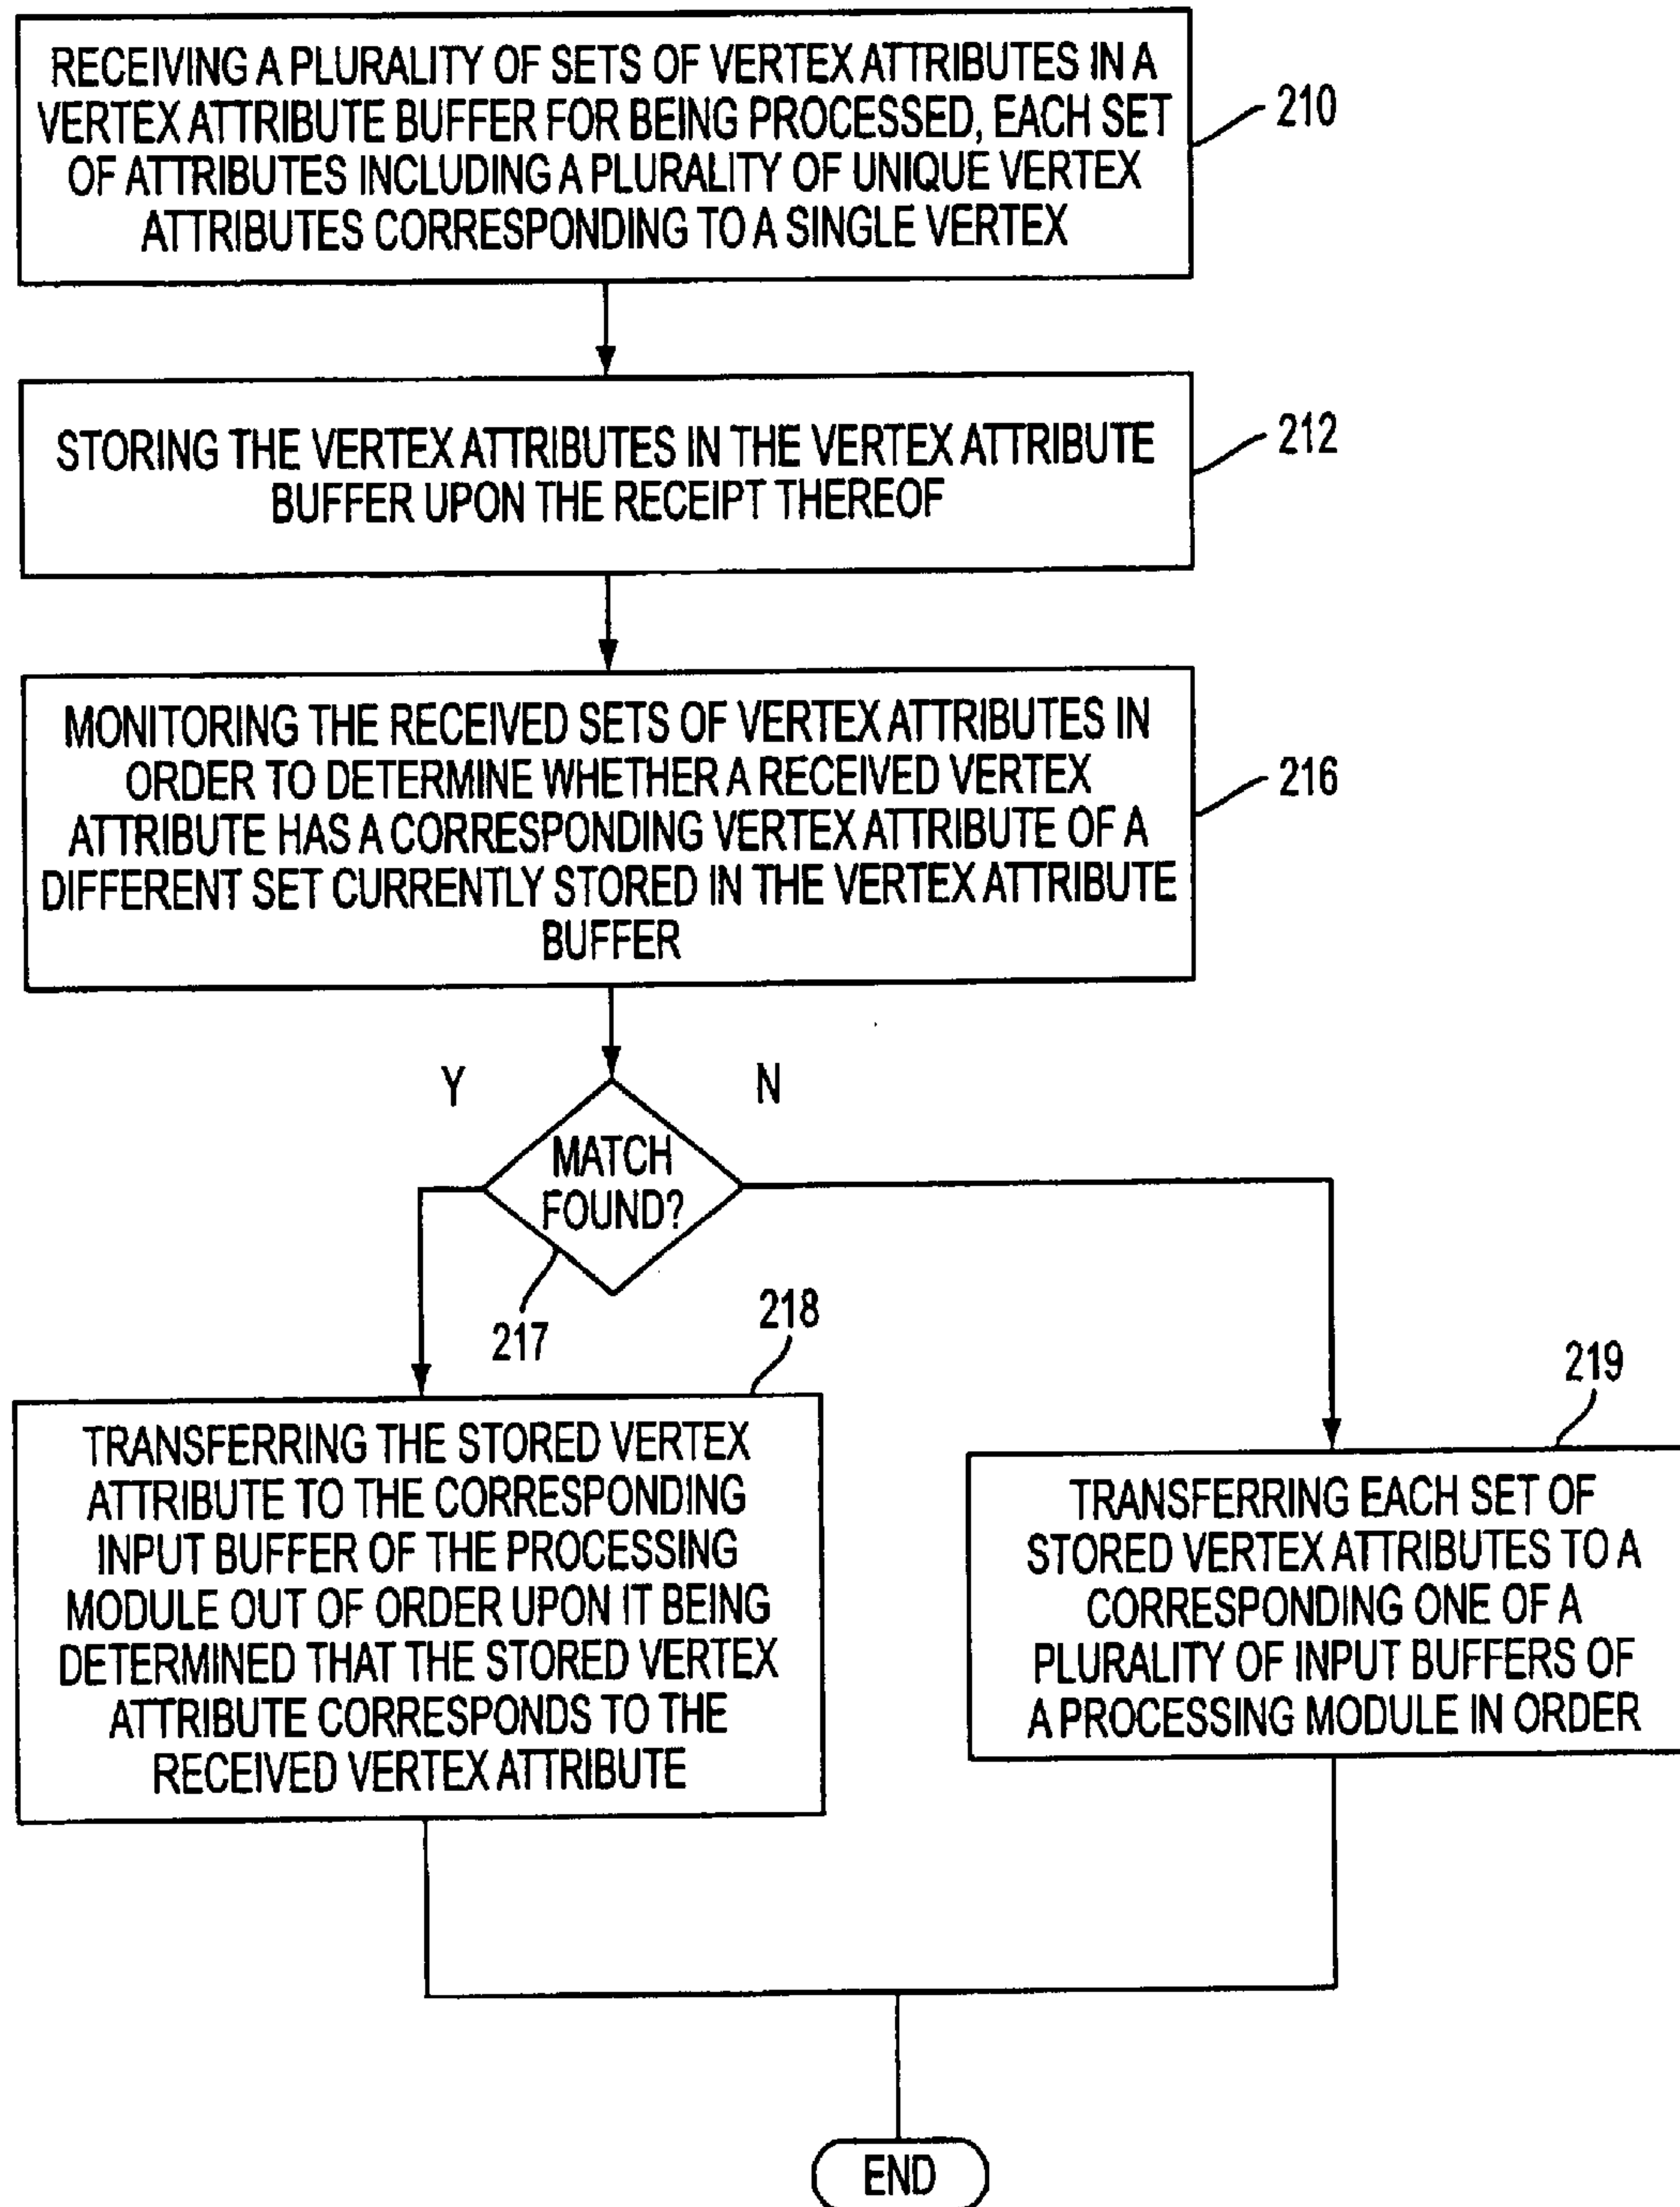 RECEIVING A PLURALITY OF SETS OF VERTEX ATTRIBUTES IN A
VERTEX ATTRIBUTE BUFFER FOR BEING PROCESSED, EACH SET
OF ATTRIBUTES INCLUDING A PLURALITY OF UNIQUE VERTEX
ATTRIBUTES CORRESPONDING TO A SINGLE VERTEX
210
STORING THE VERTEX ATTRIBUTES IN THE VERTEX ATTRIBUTE
BUFFER UPON THE RECEIPT THEREOF
212
MONITORING THE RECEIVED SETS OF VERTEX ATTRIBUTES IN
ORDER TO DETERMINE WHETHER A RECEIVED VERTEX
ATTRIBUTE HAS A CORRESPONDING VERTEX ATTRIBUTE OF A
DIFFERENT SET CURRENTLY STORED IN THE VERTEX ATTRIBUTE
BUFFER
216
Y
N
MATCH
FOUND?
217
218
TRANSFERRING THE STORED VERTEX
ATTRIBUTE TO THE CORRESPONDING
INPUT BUFFER OF THE PROCESSING
MODULE OUT OF ORDER UPON IT BEING
DETERMINED THAT THE STORED VERTEX
ATTRIBUTE CORRESPONDS TO THE
RECEIVED VERTEX ATTRIBUTE
219
TRANSFERRING EACH SET OF
STORED VERTEX ATTRIBUTES TO A
CORRESPONDING ONE OF A
PLURALITY OF INPUT BUFFERS OF
A PROCESSING MODULE IN ORDER
END